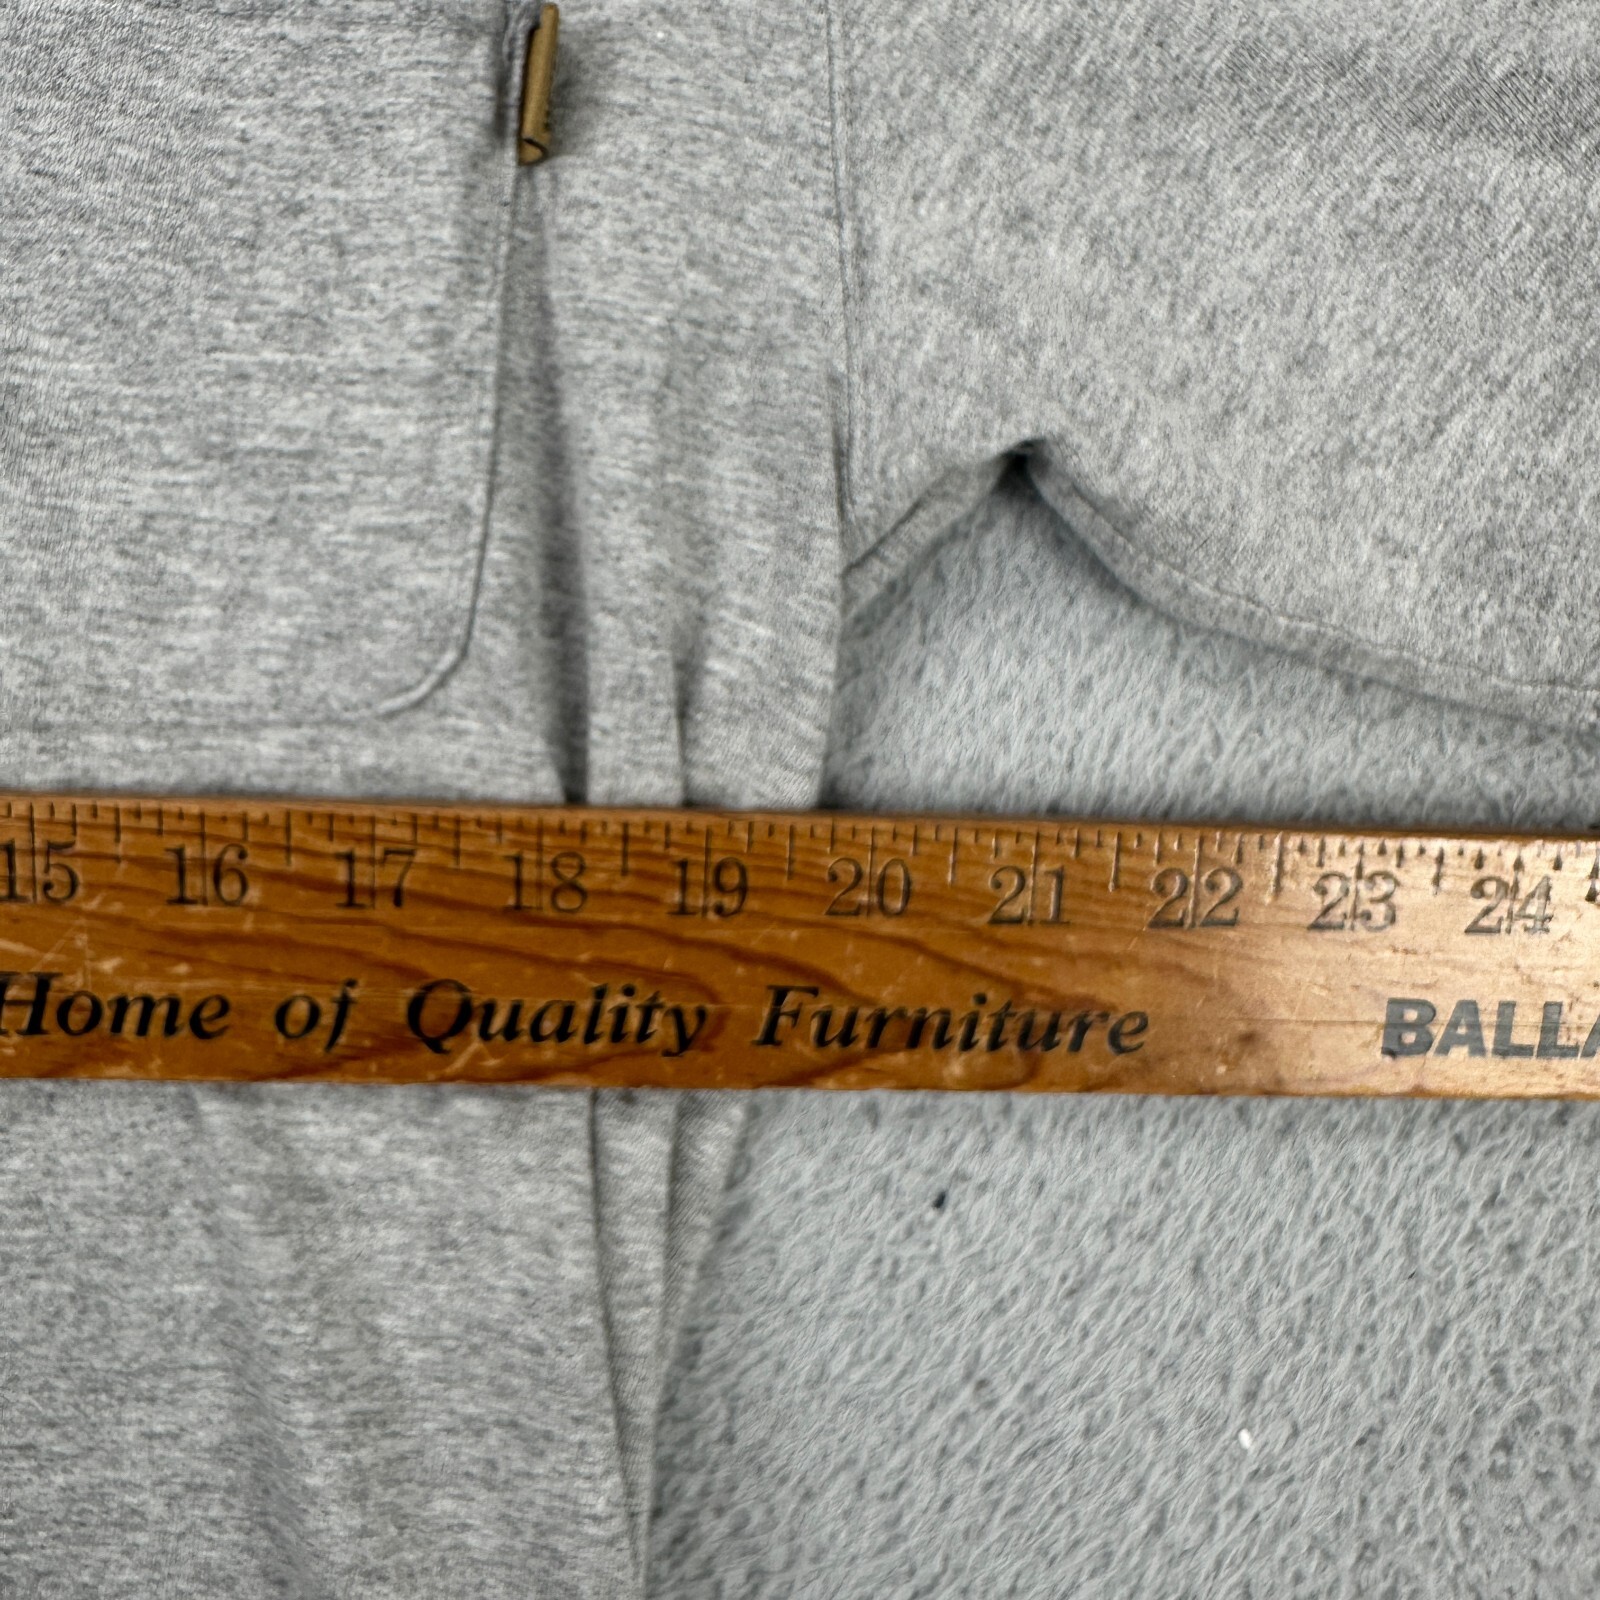 15 16 17 18 19 20 21 22 23 24
Home of Quality Furniture BALLA